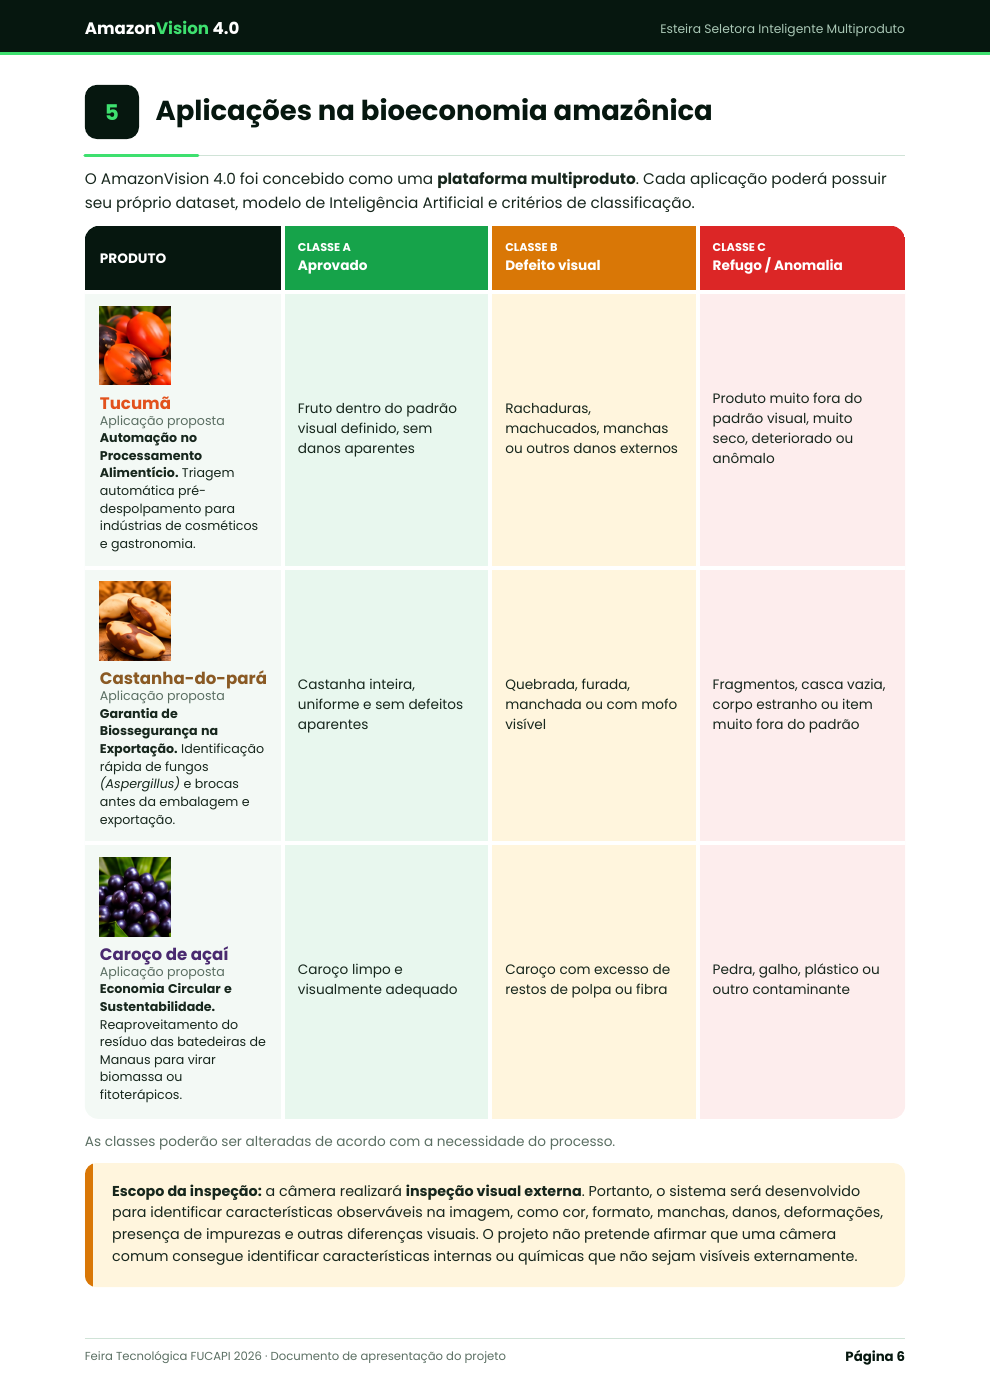 AmazonVision 4.0
Esteira Seletora Inteligente Multiproduto
5
Aplicações na bioeconomia amazônica
O AmazonVision 4.0 foi concebido como uma plataforma multiproduto. Cada aplicação poderá possuir
seu próprio dataset, modelo de Inteligência Artificial e critérios de classificação.
PRODUTO
CLASSE A
Aprovado
CLASSE B
Defeito visual
CLASSE C
Refugo / Anomalia
Tucumã
Aplicação proposta
Automação no
Processamento
Alimentício. Triagem
automática pré-
despolpamento para
indústrias de cosméticos
e gastronomia.
Fruto dentro do padrão
visual definido, sem
danos aparentes
Rachaduras,
machucados, manchas
ou outros danos externos
Produto muito fora do
padrão visual, muito
seco, deteriorado ou
anômalo
Castanha-do-pará
Aplicação proposta
Garantia de
Biossegurança na
Exportação. Identificação
rápida de fungos
(Aspergillus) e brocas
antes da embalagem e
exportação.
Castanha inteira,
uniforme e sem defeitos
aparentes
Quebrada, furada,
manchada ou com mofo
visível
Fragmentos, casca vazia,
corpo estranho ou item
muito fora do padrão
Caroço de açaí
Aplicação proposta
Economia Circular e
Sustentabilidade.
Reaproveitamento do
resíduo das batedeiras de
Manaus para virar
biomassa ou
fitoterápicos.
Caroço limpo e
visualmente adequado
Caroço com excesso de
restos de polpa ou fibra
Pedra, galho, plástico ou
outro contaminante
As classes poderão ser alteradas de acordo com a necessidade do processo.
Escopo da inspeção: a câmera realizará inspeção visual externa. Portanto, o sistema será desenvolvido
para identificar características observáveis na imagem, como cor, formato, manchas, danos, deformações,
presença de impurezas e outras diferenças visuais. O projeto não pretende afirmar que uma câmera
comum consegue identificar características internas ou químicas que não sejam visíveis externamente.
Feira Tecnológica FUCAPI 2026 · Documento de apresentação do projeto
Página 6